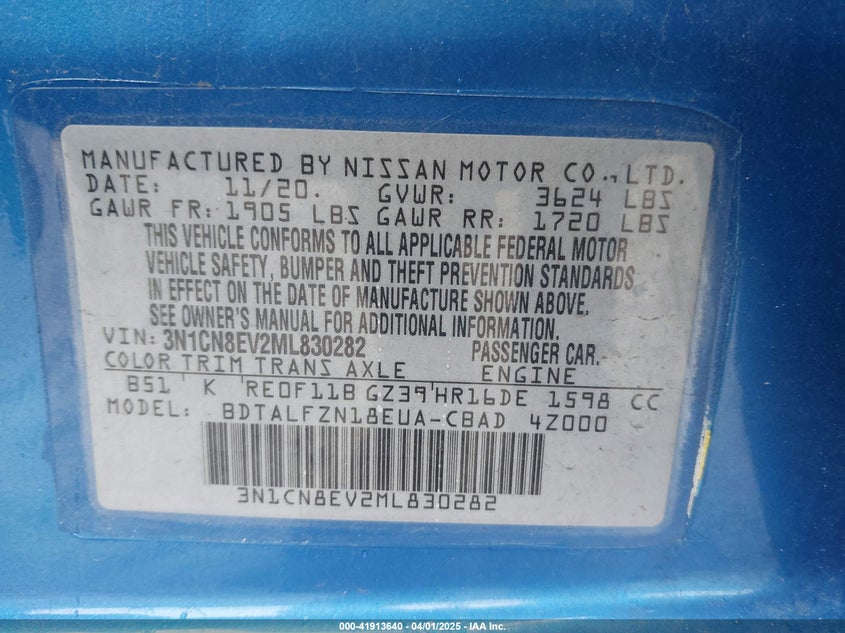 MANUFACTURED BY NISSAN MOTOR CO., LTD.
DATE: 11/20. GVWR: 3624 LBS
GAWR FR: 1905 LBS GAWR RR: 1720 LBS
THIS VEHICLE CONFORMS TO ALL APPLICABLE FEDERAL MOTOR
VEHICLE SAFETY, BUMPER AND THEFT PREVENTION STANDARDS
IN EFFECT ON THE DATE OF MANUFACTURE SHOWN ABOVE.
SEE OWNER'S MANUAL FOR ADDITIONAL INFORMATION.
VIN: 3N1CN8EV2ML830282 PASSENGER CAR.
COLOR TRIM TRANS AXLE ENGINE
B51 K RE0F11B GZ39 HR16DE 1598 CC
MODEL: BDTALFZN18EUA-CBAD 4Z000
3N1CN8EV2ML830282
000-41913640 - 04/01/2025 - IAA Inc.